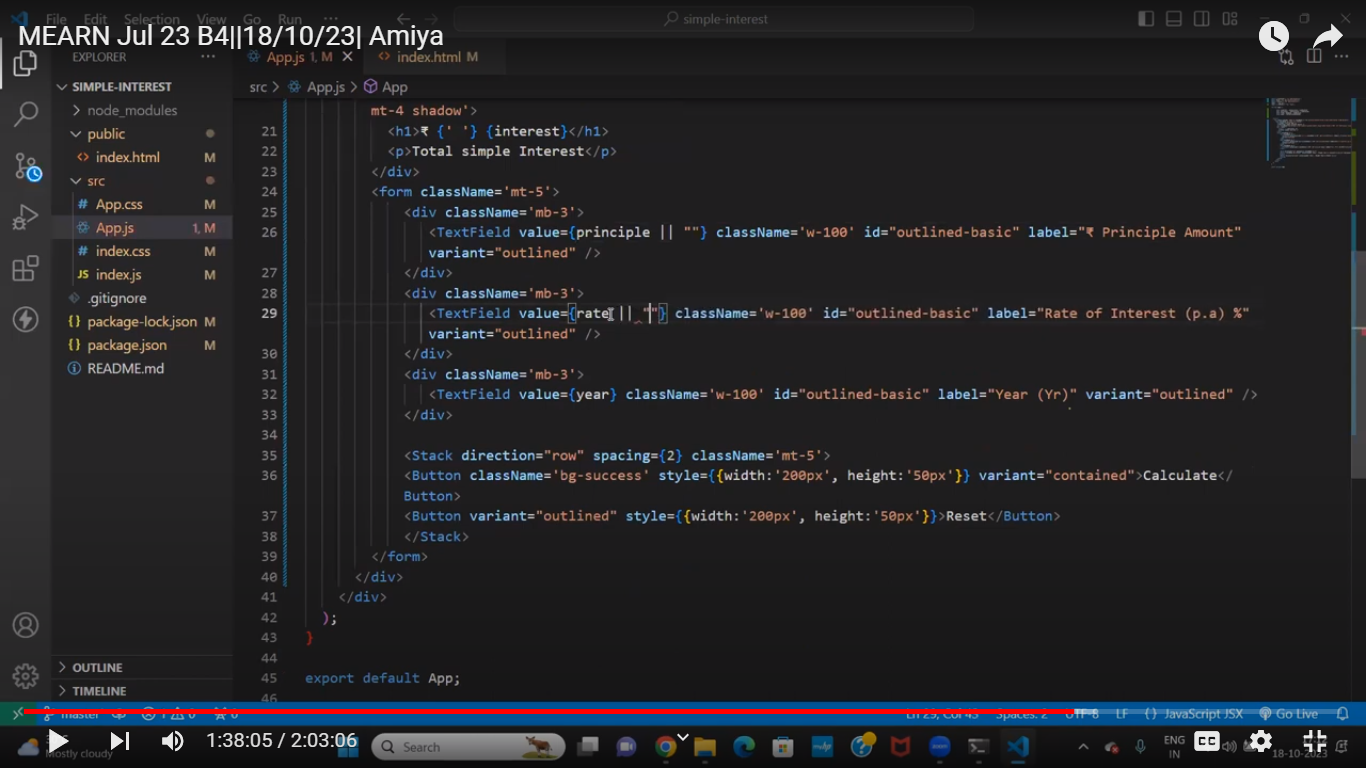 File Edit Selection View Go Run ···
simple-interest
MEARN Jul 23 B4||18/10/23| Amiya
EXPLORER ···
App.js 1, M
index.html M
SIMPLE-INTEREST
node_modules
public
index.html M
src
App.css M
App.js 1, M
index.css M
index.js M
.gitignore
package-lock.json M
package.json M
README.md
OUTLINE
TIMELINE
src > App.js > App
mt-4 shadow'>
21 <h1>₹ {' '} {interest}</h1>
22 <p>Total simple Interest</p>
23 </div>
24 <form className='mt-5'>
25 <div className='mb-3'>
26 <TextField value={principle || ""} className='w-100' id="outlined-basic" label="₹ Principle Amount"
variant="outlined" />
27 </div>
28 <div className='mb-3'>
29 <TextField value={rate || ""} className='w-100' id="outlined-basic" label="Rate of Interest (p.a) %"
variant="outlined" />
30 </div>
31 <div className='mb-3'>
32 <TextField value={year} className='w-100' id="outlined-basic" label="Year (Yr)" variant="outlined" />
33 </div>
34
35 <Stack direction="row" spacing={2} className='mt-5'>
36 <Button className='bg-success' style={{width:'200px', height:'50px'}} variant="contained">Calculate</
Button>
37 <Button variant="outlined" style={{width:'200px', height:'50px'}}>Reset</Button>
38 </Stack>
39 </form>
40 </div>
41 </div>
42 );
43 }
44
45 export default App;
46
master
Ln 29, Col 43 Spaces: 2 UTF-8 LF {} JavaScript JSX Go Live
1:38:05 / 2:03:06
Mostly cloudy
Search
ENG
IN
CC
18-10-2023